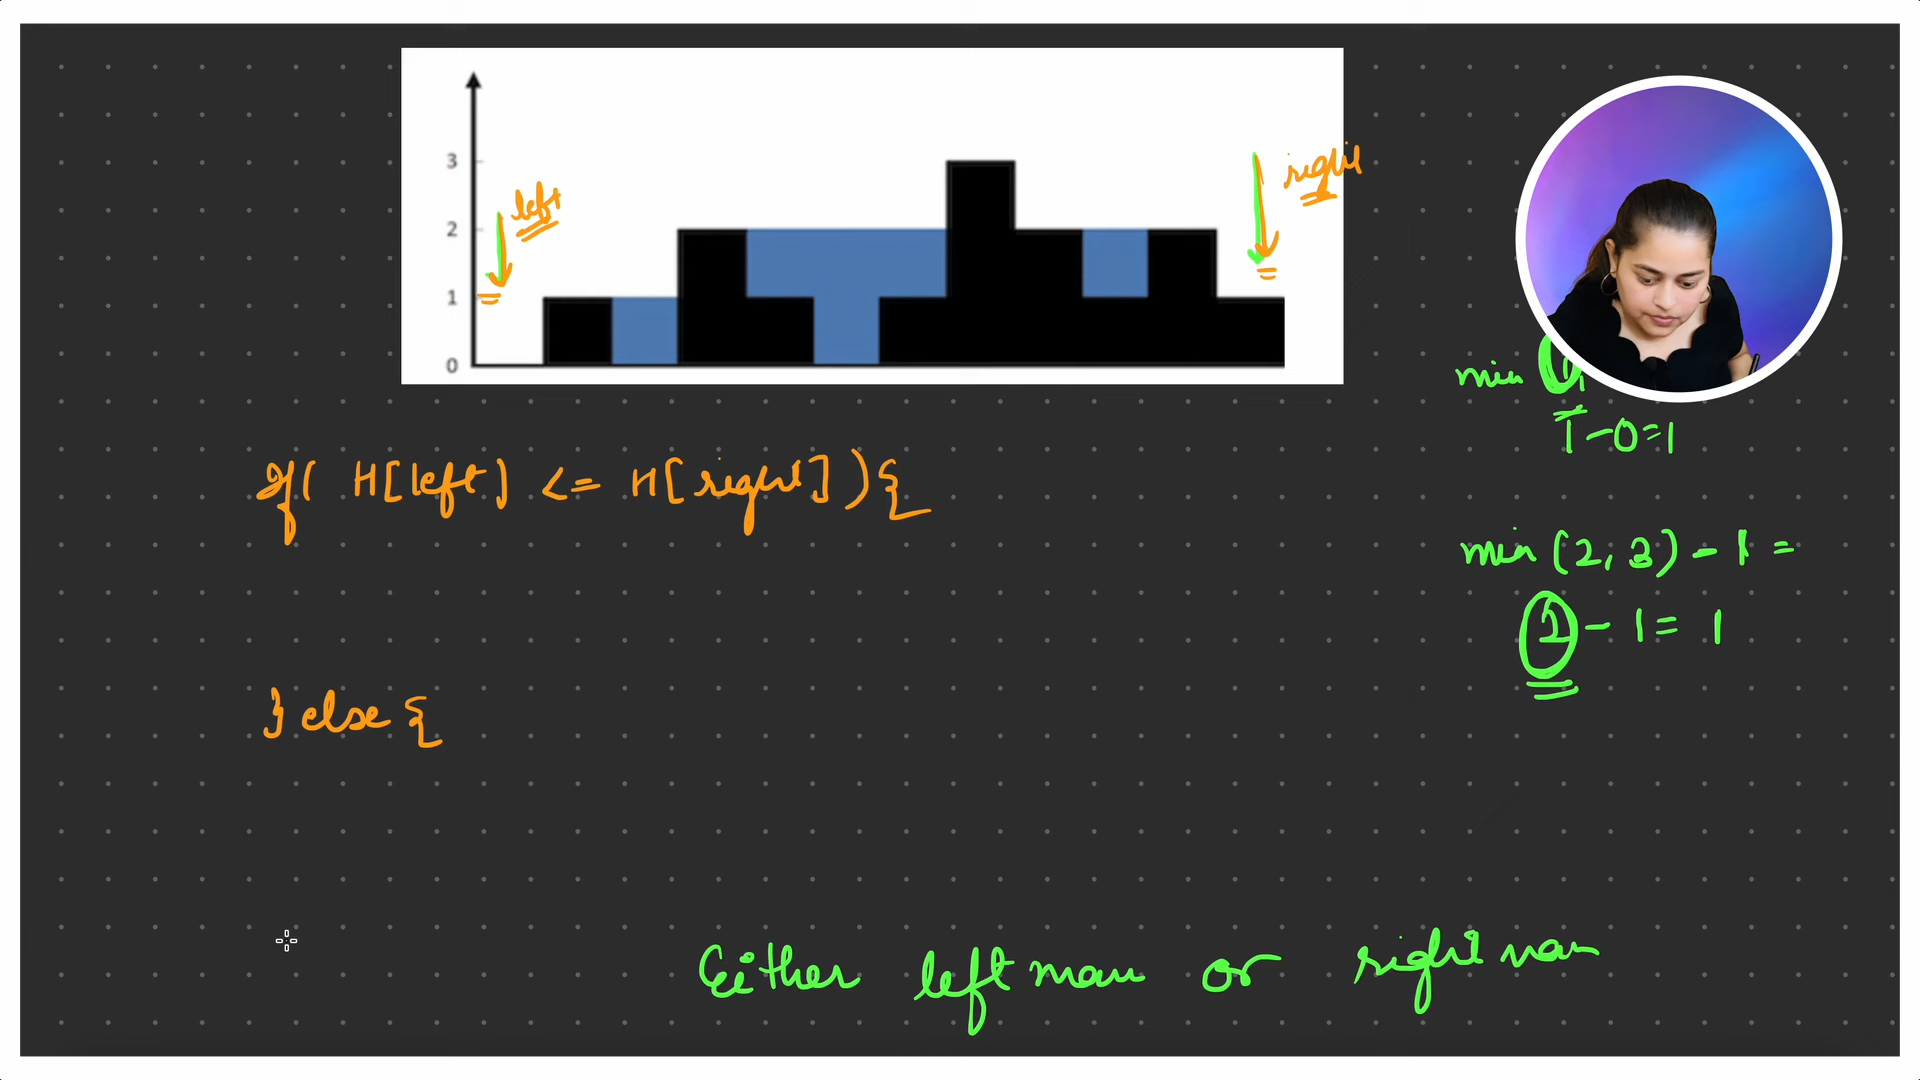 3
2
1
0
left
right
min
1-0=1
If( H[left] <= H[right] ){
min (2, 3) - 1 =
2 - 1 = 1
} else {
Either left max or right max